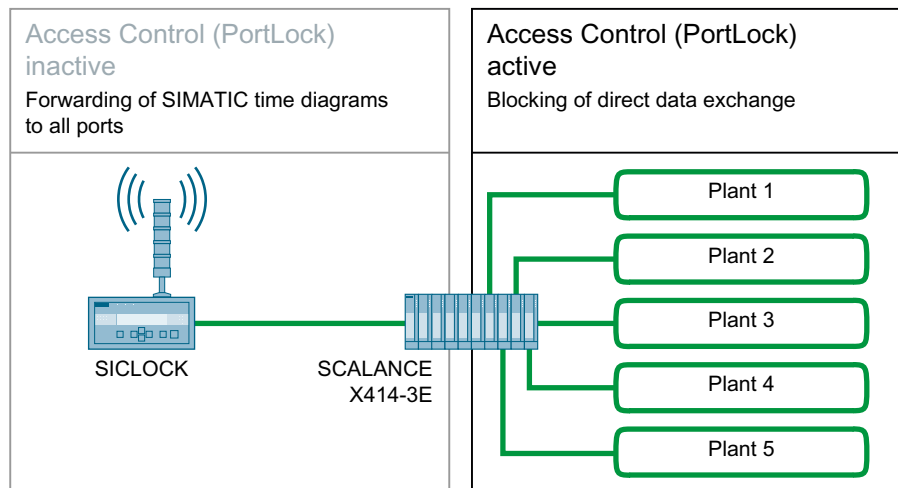 Access Control (PortLock)
inactive
Forwarding of SIMATIC time diagrams
to all ports
Access Control (PortLock)
active
Blocking of direct data exchange
Plant 1
Plant 2
Plant 3
Plant 4
Plant 5
SICLOCK
SCALANCE
X414-3E